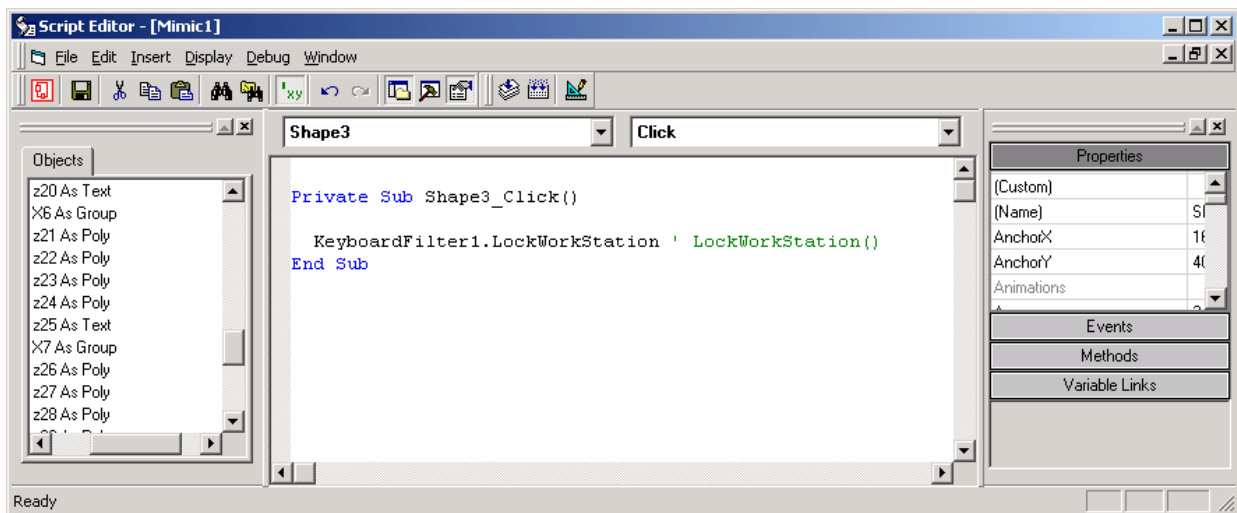 Script Editor - [Mimic1]
File Edit Insert Display Debug Window
Shape3 Click
Objects
z20 As Text
X6 As Group
z21 As Poly
z22 As Poly
z23 As Poly
z24 As Poly
z25 As Text
X7 As Group
z26 As Poly
z27 As Poly
z28 As Poly
Private Sub Shape3_Click()
KeyboardFilter1.LockWorkStation ' LockWorkStation()
End Sub
Properties
(Custom)
(Name)
AnchorX 16
AnchorY 40
Animations
Events
Methods
Variable Links
Ready